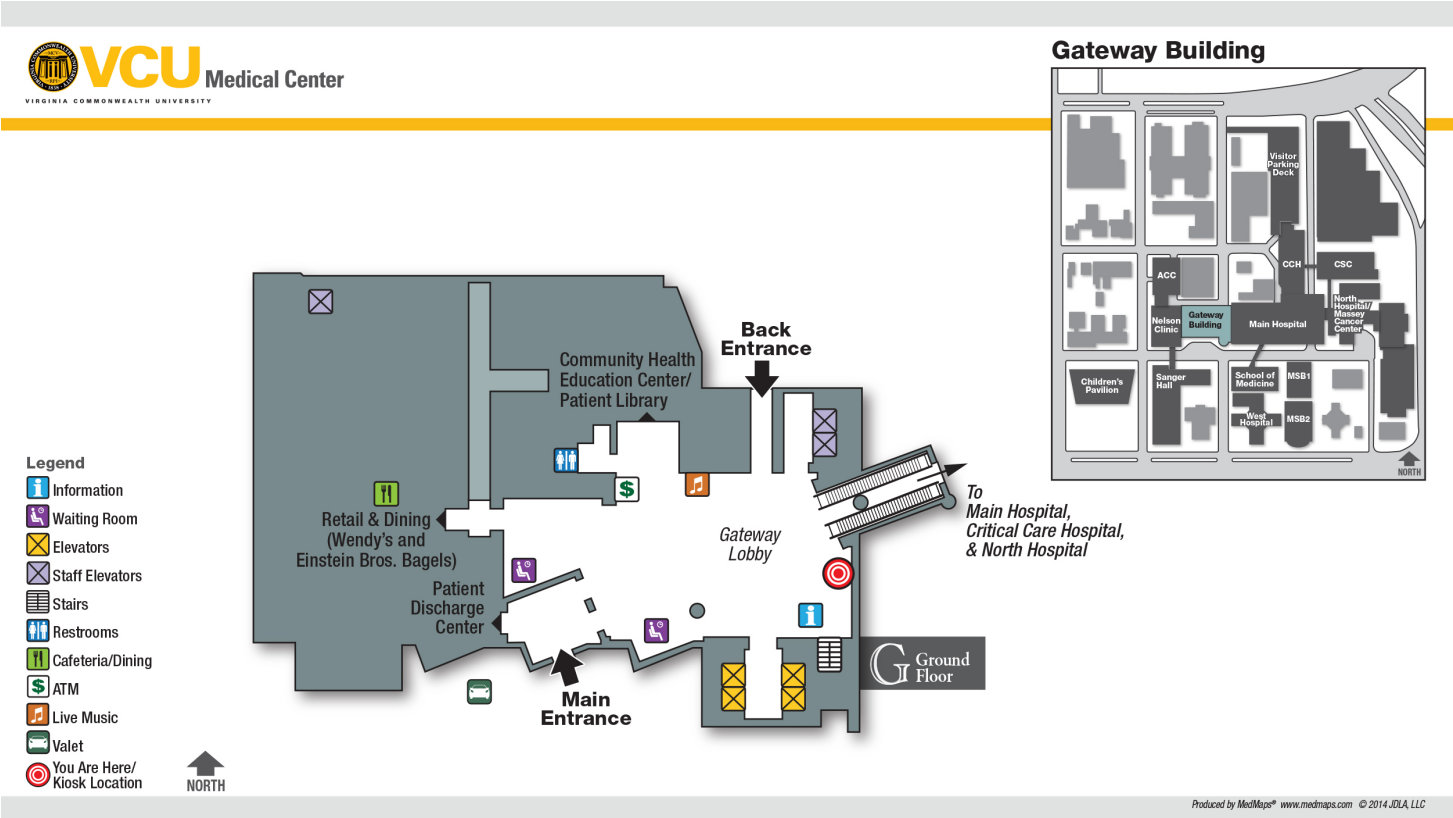 VCU Medical Center
VIRGINIA COMMONWEALTH UNIVERSITY
Gateway Building
Visitor
Parking
Deck
CCH
CSC
ACC
Nelson
Clinic
Gateway
Building
Main Hospital
North
Hospital/
Massey
Cancer
Center
Children's
Pavilion
Sanger
Hall
School of
Medicine
MSB1
West
Hospital
MSB2
NORTH
Back
Entrance
Community Health
Education Center/
Patient Library
$
To
Main Hospital,
Critical Care Hospital,
& North Hospital
Retail & Dining
(Wendy's and
Einstein Bros. Bagels)
Gateway
Lobby
Patient
Discharge
Center
i
G Ground
Floor
Main
Entrance
Legend
i Information
Waiting Room
Elevators
Staff Elevators
Stairs
Restrooms
Cafeteria/Dining
$ ATM
Live Music
Valet
You Are Here/
Kiosk Location
NORTH
Produced by MedMaps® www.medmaps.com © 2014 JDLA, LLC